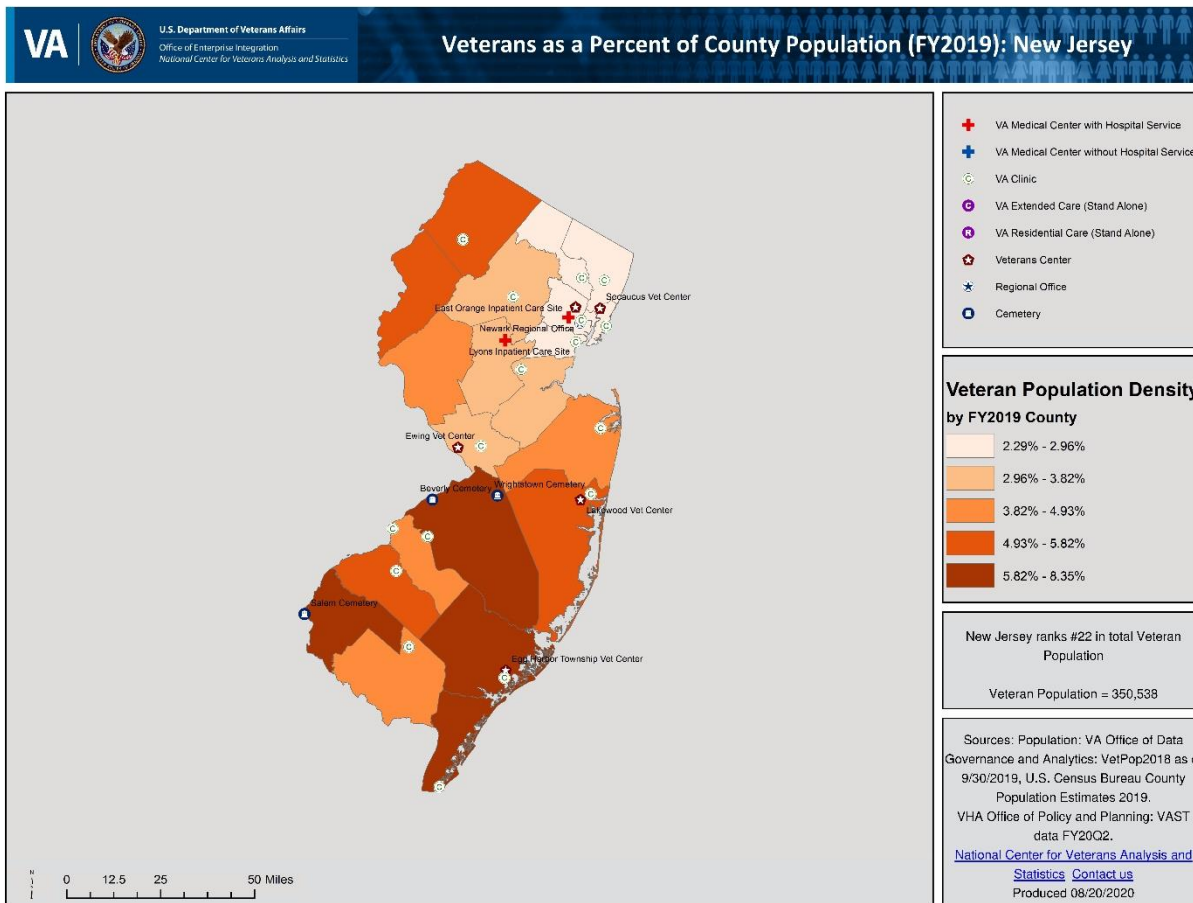 VA
U.S. Department of Veterans Affairs
Office of Enterprise Integration
National Center for Veterans Analysis and Statistics
Veterans as a Percent of County Population (FY2019): New Jersey
C
C
C
C
East Orange Inpatient Care Site
Secaucus Vet Center
Newark Regional Office
C
C
C
Lyons Inpatient Care Site
C
C
Ewing Vet Center
C
Beverly Cemetery
Wrightstown Cemetery
C
Lakewood Vet Center
C
C
C
Salem Cemetery
C
Egg Harbor Township Vet Center
C
C
N
0 12.5 25 50 Miles
VA Medical Center with Hospital Service
VA Medical Center without Hospital Service
C VA Clinic
C VA Extended Care (Stand Alone)
R VA Residential Care (Stand Alone)
Veterans Center
Regional Office
Cemetery
Veteran Population Density
by FY2019 County
2.29% - 2.96%
2.96% - 3.82%
3.82% - 4.93%
4.93% - 5.82%
5.82% - 8.35%
New Jersey ranks #22 in total Veteran
Population
Veteran Population = 350,538
Sources: Population: VA Office of Data
Governance and Analytics: VetPop2018 as
9/30/2019, U.S. Census Bureau County
Population Estimates 2019.
VHA Office of Policy and Planning: VAST
data FY20Q2.
National Center for Veterans Analysis and
Statistics Contact us
Produced 08/20/2020